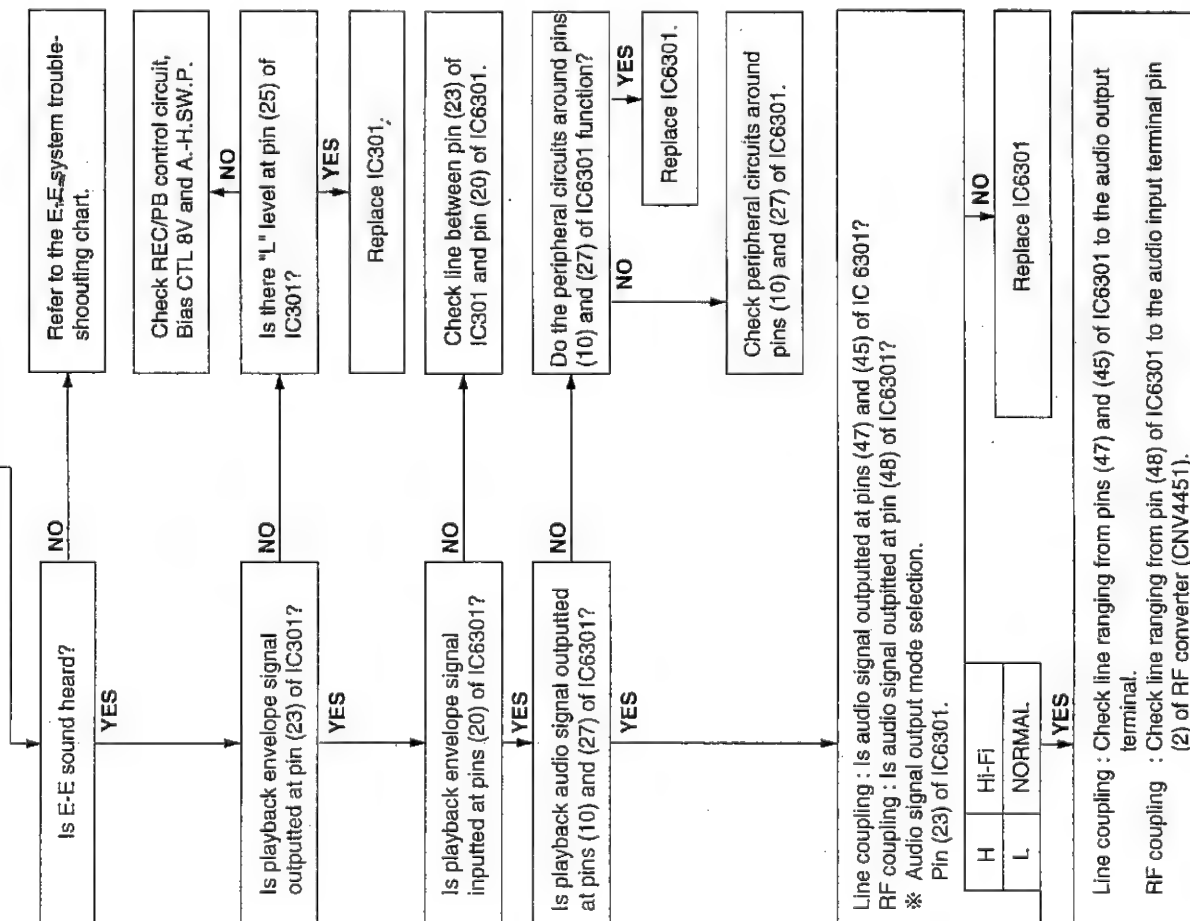 Is E-E sound heard?
NO
Refer to the E-E system trouble-
shoouting chart.
YES
Is playback envelope signal
outputted at pin (23) of IC301?
NO
Is there "L" level at pin (25) of
IC301?
NO
Check REC/PB control circuit,
Bias CTL 8V and A.-H.SW.P.
YES
Replace IC301.
YES
Is playback envelope signal
inputted at pins (20) of IC6301?
NO
Check line between pin (23) of
IC301 and pin (20) of IC6301.
YES
Is playback audio signal outputted
at pins (10) and (27) of IC6301?
NO
Do the peripheral circuits around pins
(10) and (27) of IC6301 function?
YES
Replace IC6301.
NO
Check peripheral circuits around
pins (10) and (27) of IC6301.
YES
Line coupling : Is audio signal outputted at pins (47) and (45) of IC 6301?
RF coupling : Is audio signal outpitted at pin (48) of IC6301?
※ Audio signal output mode selection.
Pin (23) of IC6301.
H Hi-Fi
L NORMAL
NO
Replace IC6301
YES
Line coupling : Check line ranging from pins (47) and (45) of IC6301 to the audio output
terminal.
RF coupling : Check line ranging from pin (48) of IC6301 to the audio input terminal pin
(2) of RF converter (CNV4451).